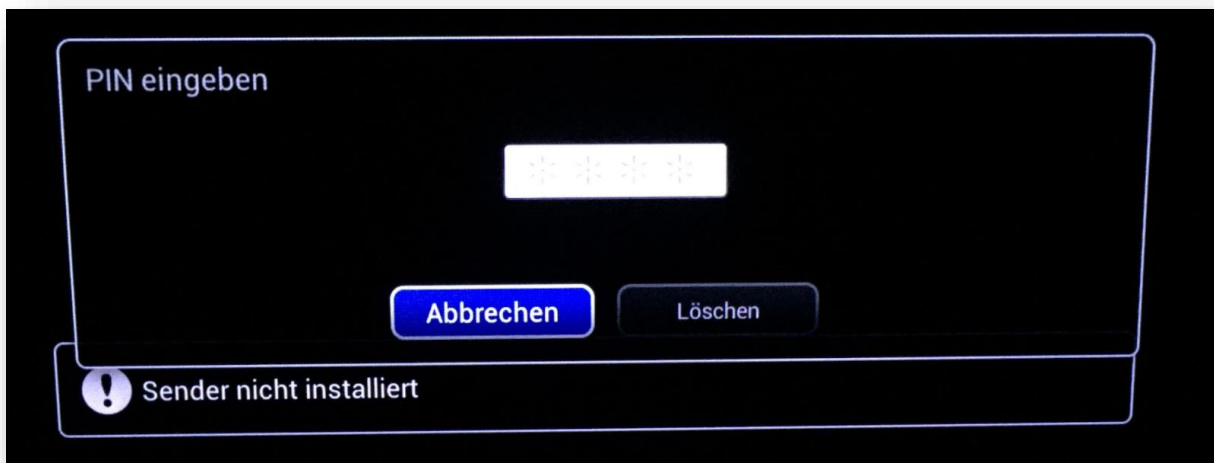 PIN eingeben
* * * *
Abbrechen
Löschen
Sender nicht installiert